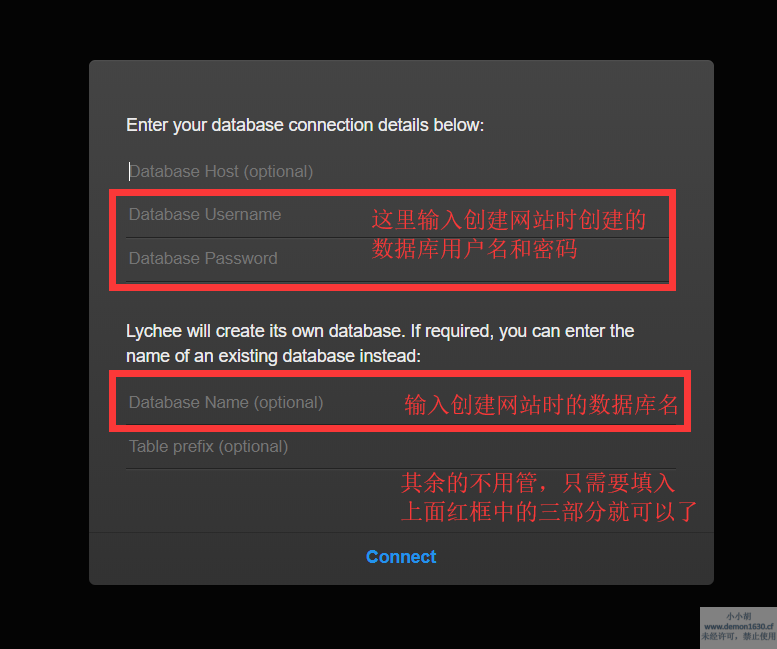 Enter your database connection details below:
Database Host (optional)
Database Username
Database Password
这里输入创建网站时创建的
数据库用户名和密码
Lychee will create its own database. If required, you can enter the
name of an existing database instead:
Database Name (optional)
输入创建网站时的数据库名
Table prefix (optional)
其余的不用管，只需要填入
上面红框中的三部分就可以了
Connect
小小胡
www.demon1630.cf
未经许可，禁止使用